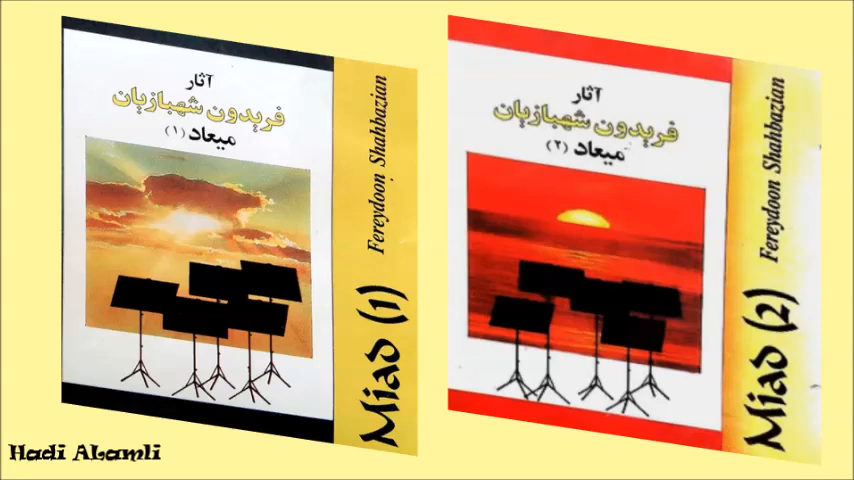 آثار
فریدون شهبازیان
میعاد (۱)
Fereydoon Shahbazian
Miad (1)
آثار
فریدون شهبازیان
میعاد (۲)
Fereydoon Shahbazian
Miad (2)
Hadi ALamli